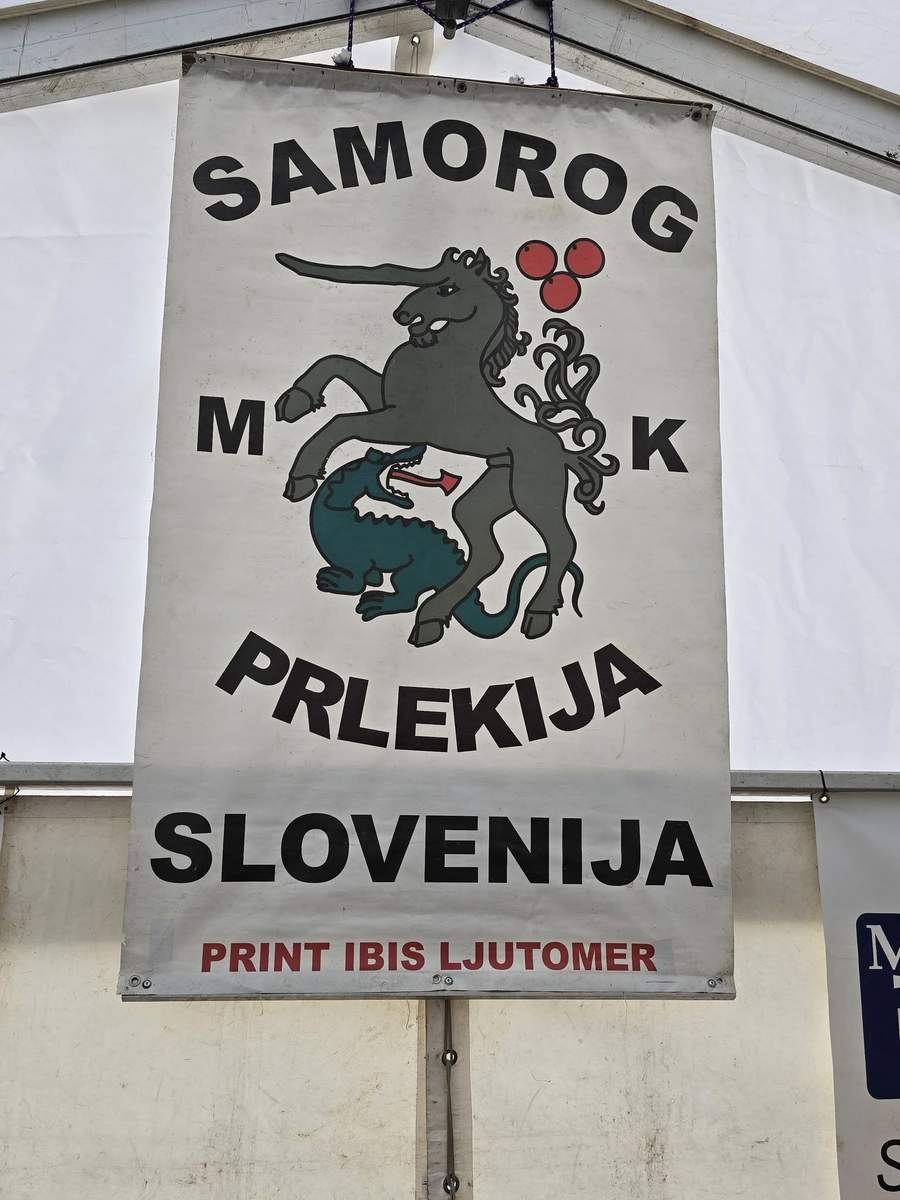 SAMOROG
M K
PRLEKIJA
SLOVENIJA
PRINT IBIS LJUTOMER
M
S